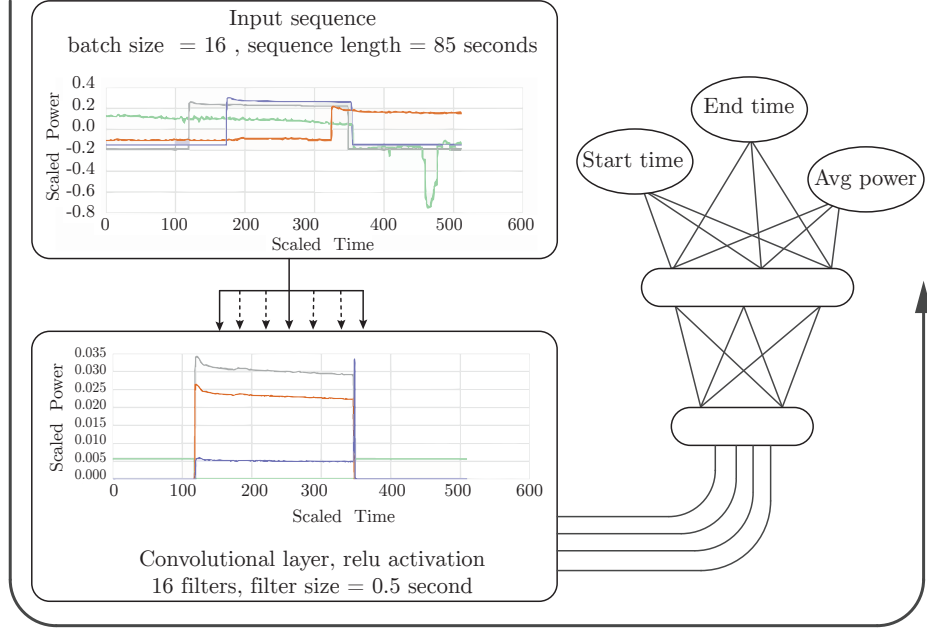 Input sequence
batch size = 16 , sequence length = 85 seconds
Scaled Power
0.4
0.2
0.0
-0.2
-0.4
-0.6
-0.8
0 100 200 300 400 500 600
Scaled Time
Start time
End time
Avg power
Scaled Power
0.035
0.030
0.025
0.020
0.015
0.010
0.005
0.000
0 100 200 300 400 500 600
Scaled Time
Convolutional layer, relu activation
16 filters, filter size = 0.5 second